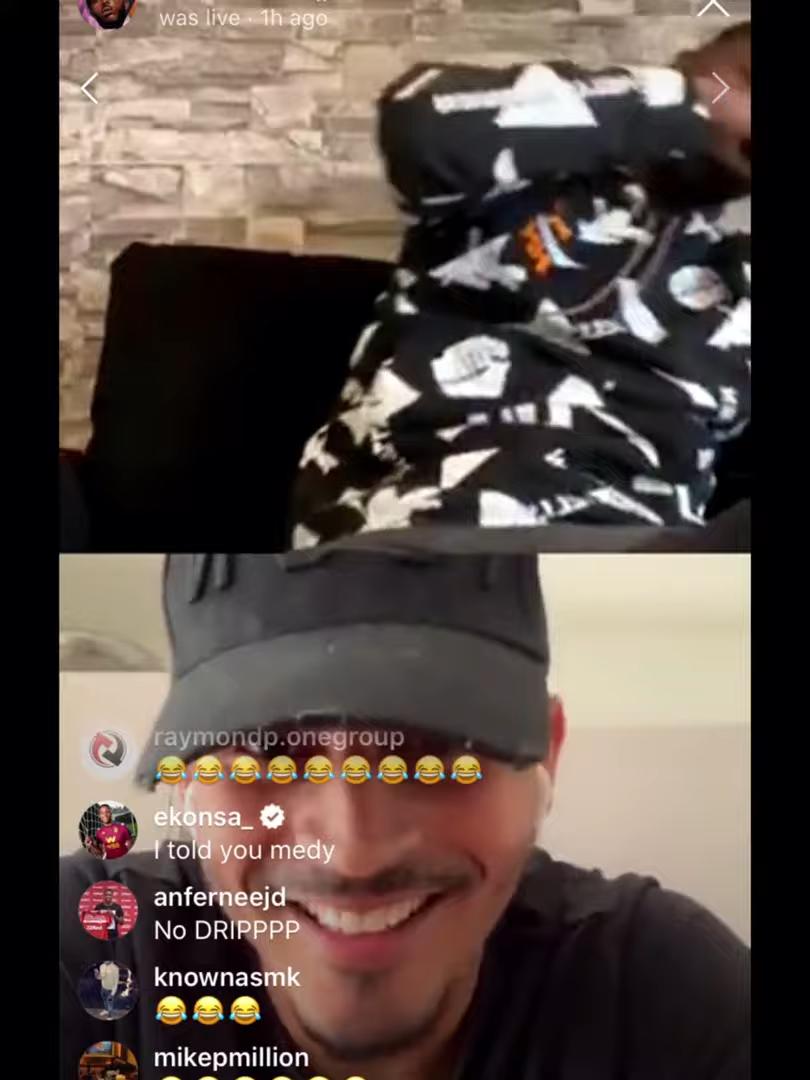 was live · 1h ago
raymondp.onegroup
😂😂😂😂😂😂😂😂😂
ekonsa_
I told you medy
anferneejd
No DRIPPPP
knownasmk
😂😂😂
mikepmillion